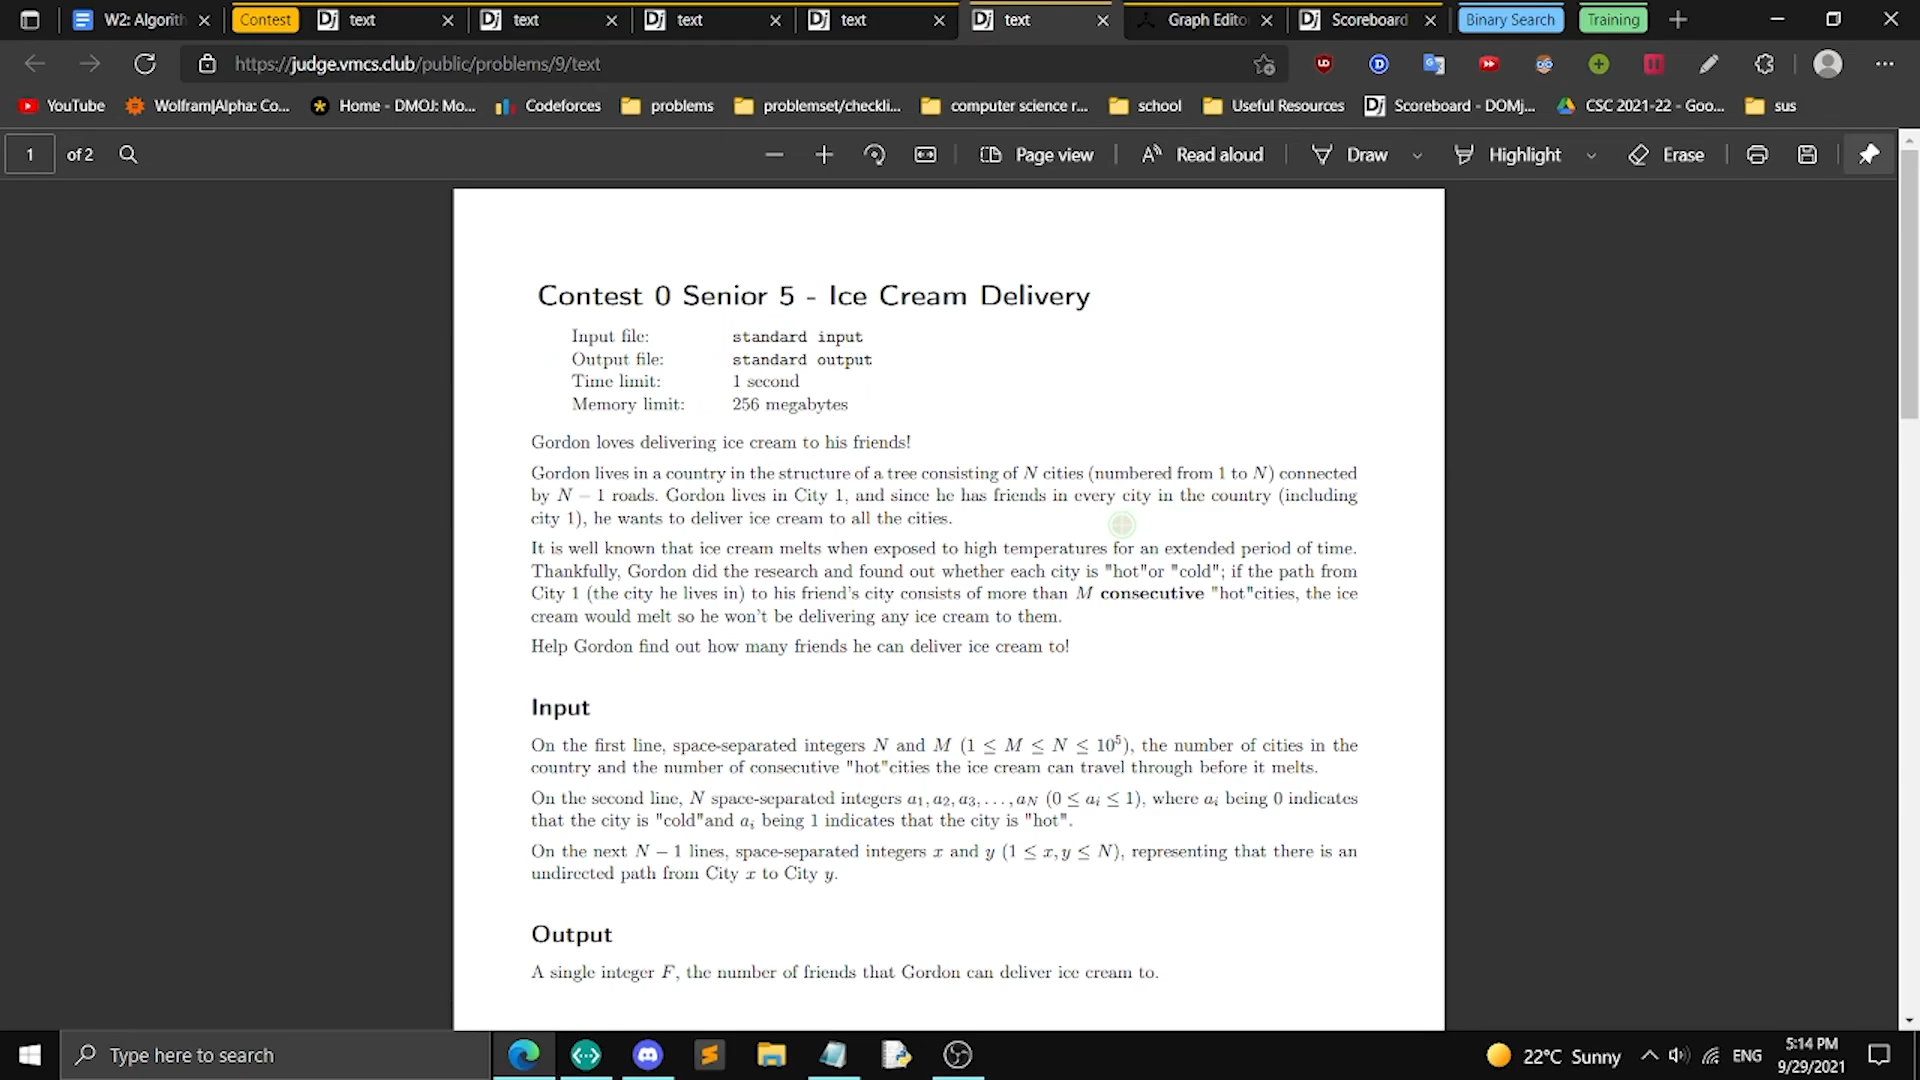 W2: Algorith
Contest
text
text
text
text
text
Graph Edito
Scoreboard
Binary Search
Training
https://judge.vmcs.club/public/problems/9/text
YouTube
Wolfram|Alpha: Co...
Home - DMOJ: Mo...
Codeforces
problems
problemset/checkli...
computer science r...
school
Useful Resources
Scoreboard - DOMj...
CSC 2021-22 - Goo...
sus
1 of 2
Page view
Read aloud
Draw
Highlight
Erase
Contest 0 Senior 5 - Ice Cream Delivery
Input file: standard input
Output file: standard output
Time limit: 1 second
Memory limit: 256 megabytes
Gordon loves delivering ice cream to his friends!
Gordon lives in a country in the structure of a tree consisting of N cities (numbered from 1 to N) connected
by N − 1 roads. Gordon lives in City 1, and since he has friends in every city in the country (including
city 1), he wants to deliver ice cream to all the cities.
It is well known that ice cream melts when exposed to high temperatures for an extended period of time.
Thankfully, Gordon did the research and found out whether each city is "hot"or "cold"; if the path from
City 1 (the city he lives in) to his friend's city consists of more than M consecutive "hot"cities, the ice
cream would melt so he won't be delivering any ice cream to them.
Help Gordon find out how many friends he can deliver ice cream to!
Input
On the first line, space-separated integers N and M (1 ≤ M ≤ N ≤ 10⁵), the number of cities in the
country and the number of consecutive "hot"cities the ice cream can travel through before it melts.
On the second line, N space-separated integers a₁, a₂, a₃, . . . , aN (0 ≤ aᵢ ≤ 1), where aᵢ being 0 indicates
that the city is "cold"and aᵢ being 1 indicates that the city is "hot".
On the next N − 1 lines, space-separated integers x and y (1 ≤ x, y ≤ N), representing that there is an
undirected path from City x to City y.
Output
A single integer F, the number of friends that Gordon can deliver ice cream to.
Type here to search
22°C Sunny
ENG
5:14 PM
9/29/2021